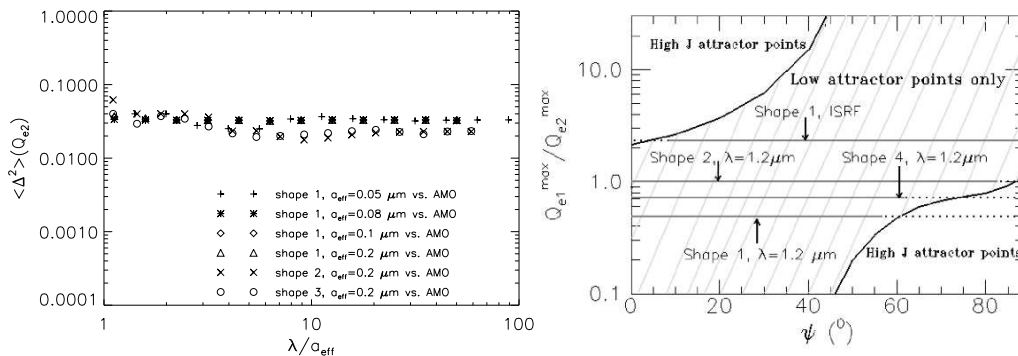 1.0000
0.1000
0.0100
0.0010
0.0001
<Δ²>(Qe2)
+ + shape 1, aeff=0.05 μm vs. AMO
✱ ✱ shape 1, aeff=0.08 μm vs. AMO
◇ ◇ shape 1, aeff=0.1 μm vs. AMO
△ △ shape 1, aeff=0.2 μm vs. AMO
× × shape 2, aeff=0.2 μm vs. AMO
○ ○ shape 3, aeff=0.2 μm vs. AMO
1 10 100
λ/aeff
High J attractor points
Low attractor points only
Shape 1, ISRF
Shape 2, λ=1.2μm
Shape 4, λ=1.2μm
Shape 1, λ=1.2 μm
High J attractor points
10.0
1.0
0.1
Qe1^max/Qe2^max
0 20 40 60 80
ψ (⁰)